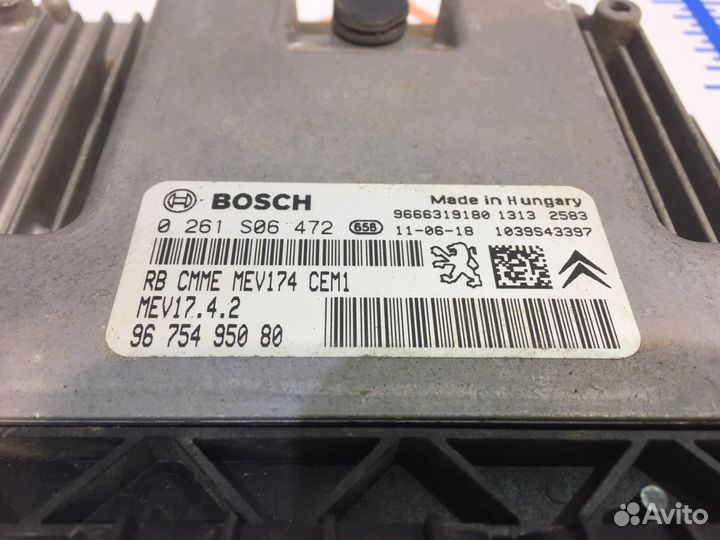 BOSCH
Made in Hungary
0 261 S06 472 656
9666319180 1313 2583
11-06-18 1039S43397
RB CMME MEV174 CEM1
MEV17.4.2
96 754 950 80
Avito